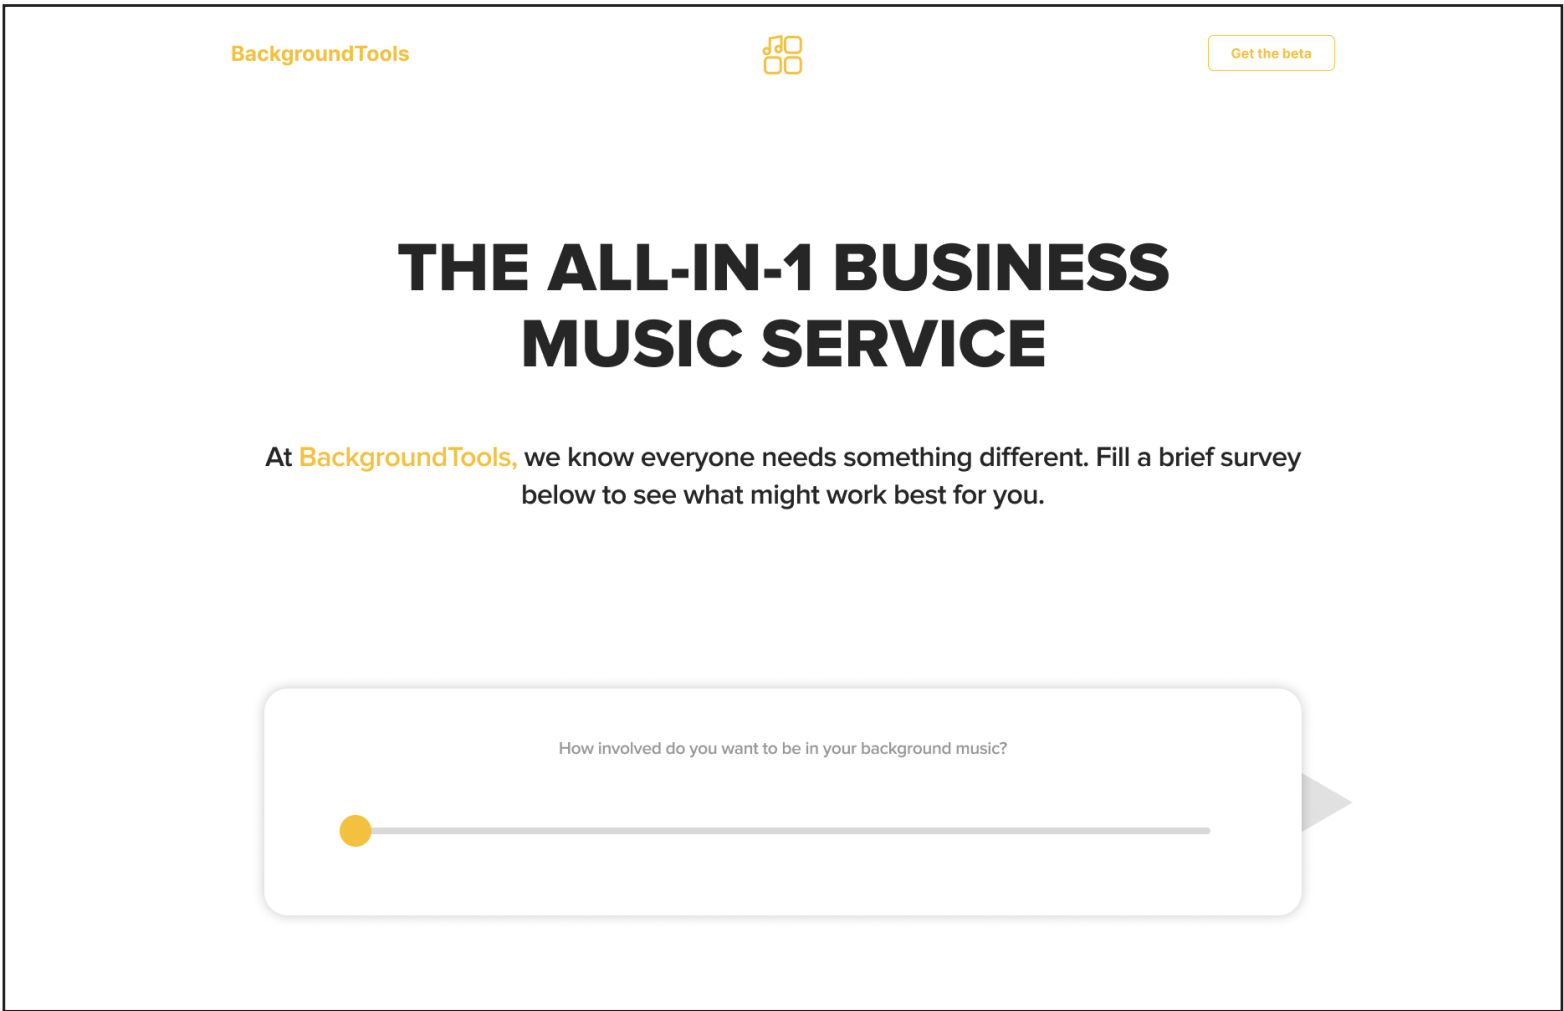 BackgroundTools
Get the beta
THE ALL-IN-1 BUSINESS
MUSIC SERVICE
At BackgroundTools, we know everyone needs something different. Fill a brief survey
below to see what might work best for you.
How involved do you want to be in your background music?